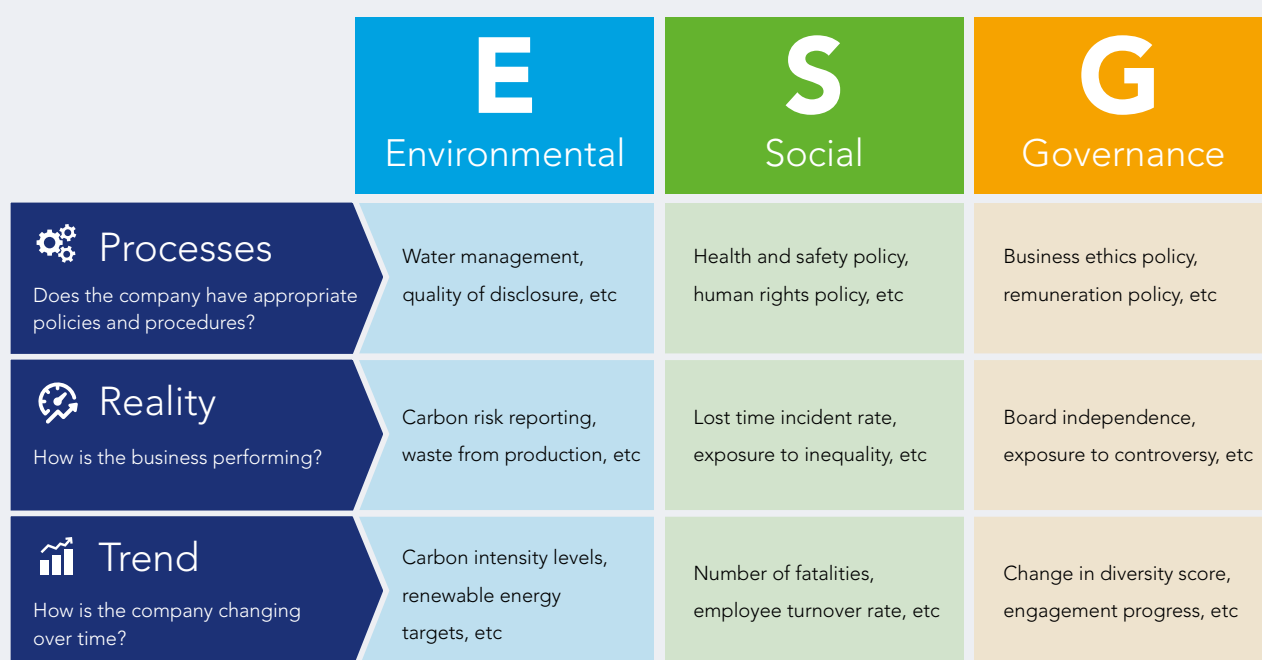 E
Environmental
S
Social
G
Governance
Processes
Does the company have appropriate
policies and procedures?
Water management,
quality of disclosure, etc
Health and safety policy,
human rights policy, etc
Business ethics policy,
remuneration policy, etc
Reality
How is the business performing?
Carbon risk reporting,
waste from production, etc
Lost time incident rate,
exposure to inequality, etc
Board independence,
exposure to controversy, etc
Trend
How is the company changing
over time?
Carbon intensity levels,
renewable energy
targets, etc
Number of fatalities,
employee turnover rate, etc
Change in diversity score,
engagement progress, etc